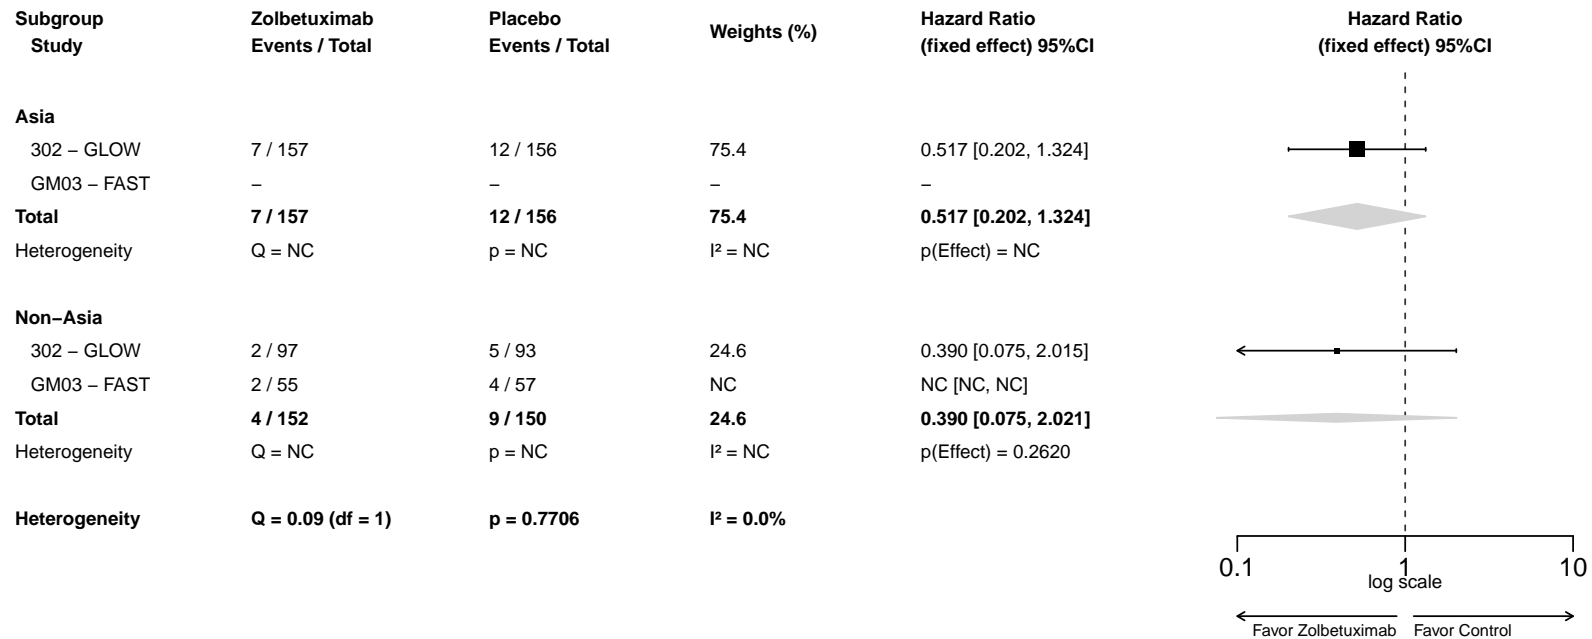 Subgroup Zolbetuximab Placebo Weights (%) Hazard Ratio Hazard Ratio
Study Events / Total Events / Total (fixed effect) 95%CI (fixed effect) 95%CI
Asia
302 − GLOW 7 / 157 12 / 156 75.4 0.517 [0.202, 1.324]
GM03 − FAST − − − −
Total 7 / 157 12 / 156 75.4 0.517 [0.202, 1.324]
Heterogeneity Q = NC p = NC I² = NC p(Effect) = NC
Non−Asia
302 − GLOW 2 / 97 5 / 93 24.6 0.390 [0.075, 2.015]
GM03 − FAST 2 / 55 4 / 57 NC NC [NC, NC]
Total 4 / 152 9 / 150 24.6 0.390 [0.075, 2.021]
Heterogeneity Q = NC p = NC I² = NC p(Effect) = 0.2620
Heterogeneity Q = 0.09 (df = 1) p = 0.7706 I² = 0.0%
0.1 1 10
log scale
Favor Zolbetuximab Favor Control